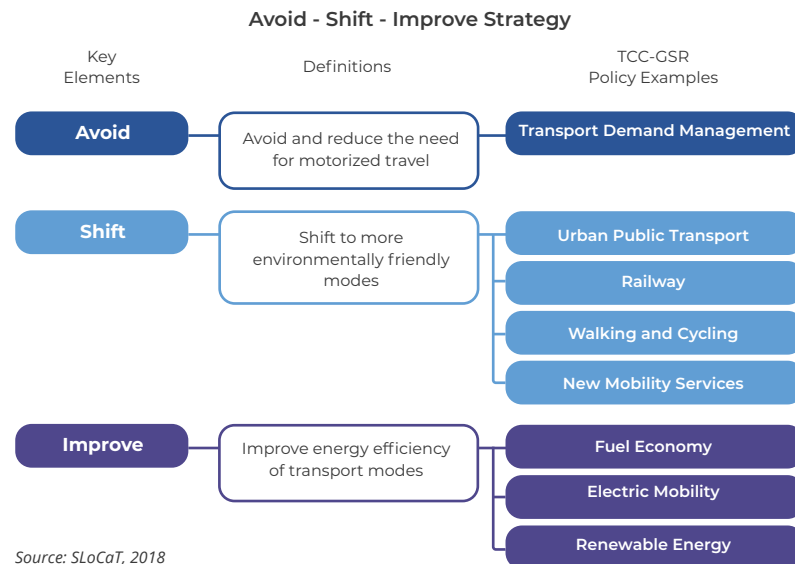 Avoid - Shift - Improve Strategy
Key
Elements
Definitions
TCC-GSR
Policy Examples
Avoid
Avoid and reduce the need
for motorized travel
Transport Demand Management
Shift
Shift to more
environmentally friendly
modes
Urban Public Transport
Railway
Walking and Cycling
New Mobility Services
Improve
Improve energy efficiency
of transport modes
Fuel Economy
Electric Mobility
Renewable Energy
Source: SLoCaT, 2018